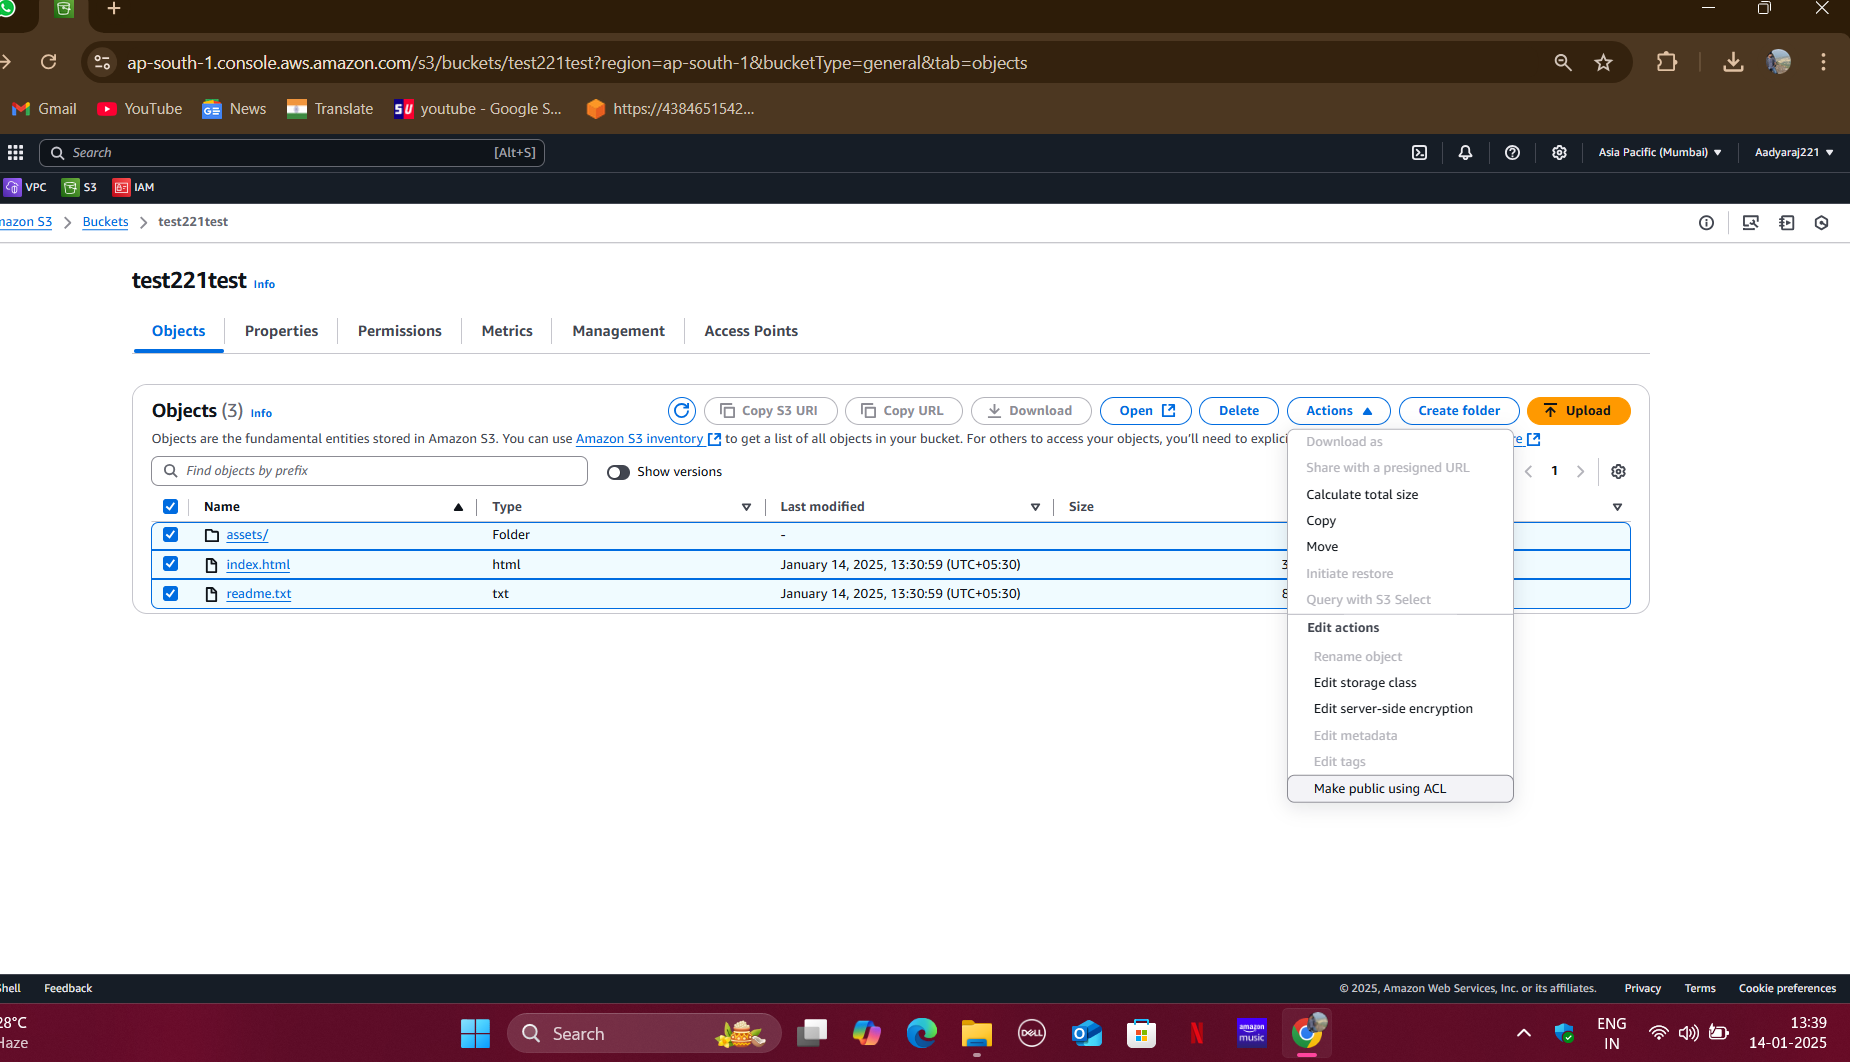 ap-south-1.console.aws.amazon.com/s3/buckets/test221test?region=ap-south-1&bucketType=general&tab=objects
Gmail YouTube News Translate youtube - Google S... https://4384651542...
Search [Alt+S] Asia Pacific (Mumbai) Aadyaraj221
VPC S3 IAM
mazon S3 Buckets test221test
test221test Info
Objects Properties Permissions Metrics Management Access Points
Objects (3) Info Copy S3 URI Copy URL Download Open Delete Actions Create folder Upload
Objects are the fundamental entities stored in Amazon S3. You can use Amazon S3 inventory to get a list of all objects in your bucket. For others to access your objects, you'll need to explici
Find objects by prefix Show versions 1
Name Type Last modified Size
assets/ Folder -
index.html html January 14, 2025, 13:30:59 (UTC+05:30) 3
readme.txt txt January 14, 2025, 13:30:59 (UTC+05:30) 8
Download as
Share with a presigned URL
Calculate total size
Copy
Move
Initiate restore
Query with S3 Select
Edit actions
Rename object
Edit storage class
Edit server-side encryption
Edit metadata
Edit tags
Make public using ACL
Shell Feedback © 2025, Amazon Web Services, Inc. or its affiliates. Privacy Terms Cookie preferences
28°C
Haze
Search
DELL
amazon music
ENG
IN
13:39
14-01-2025